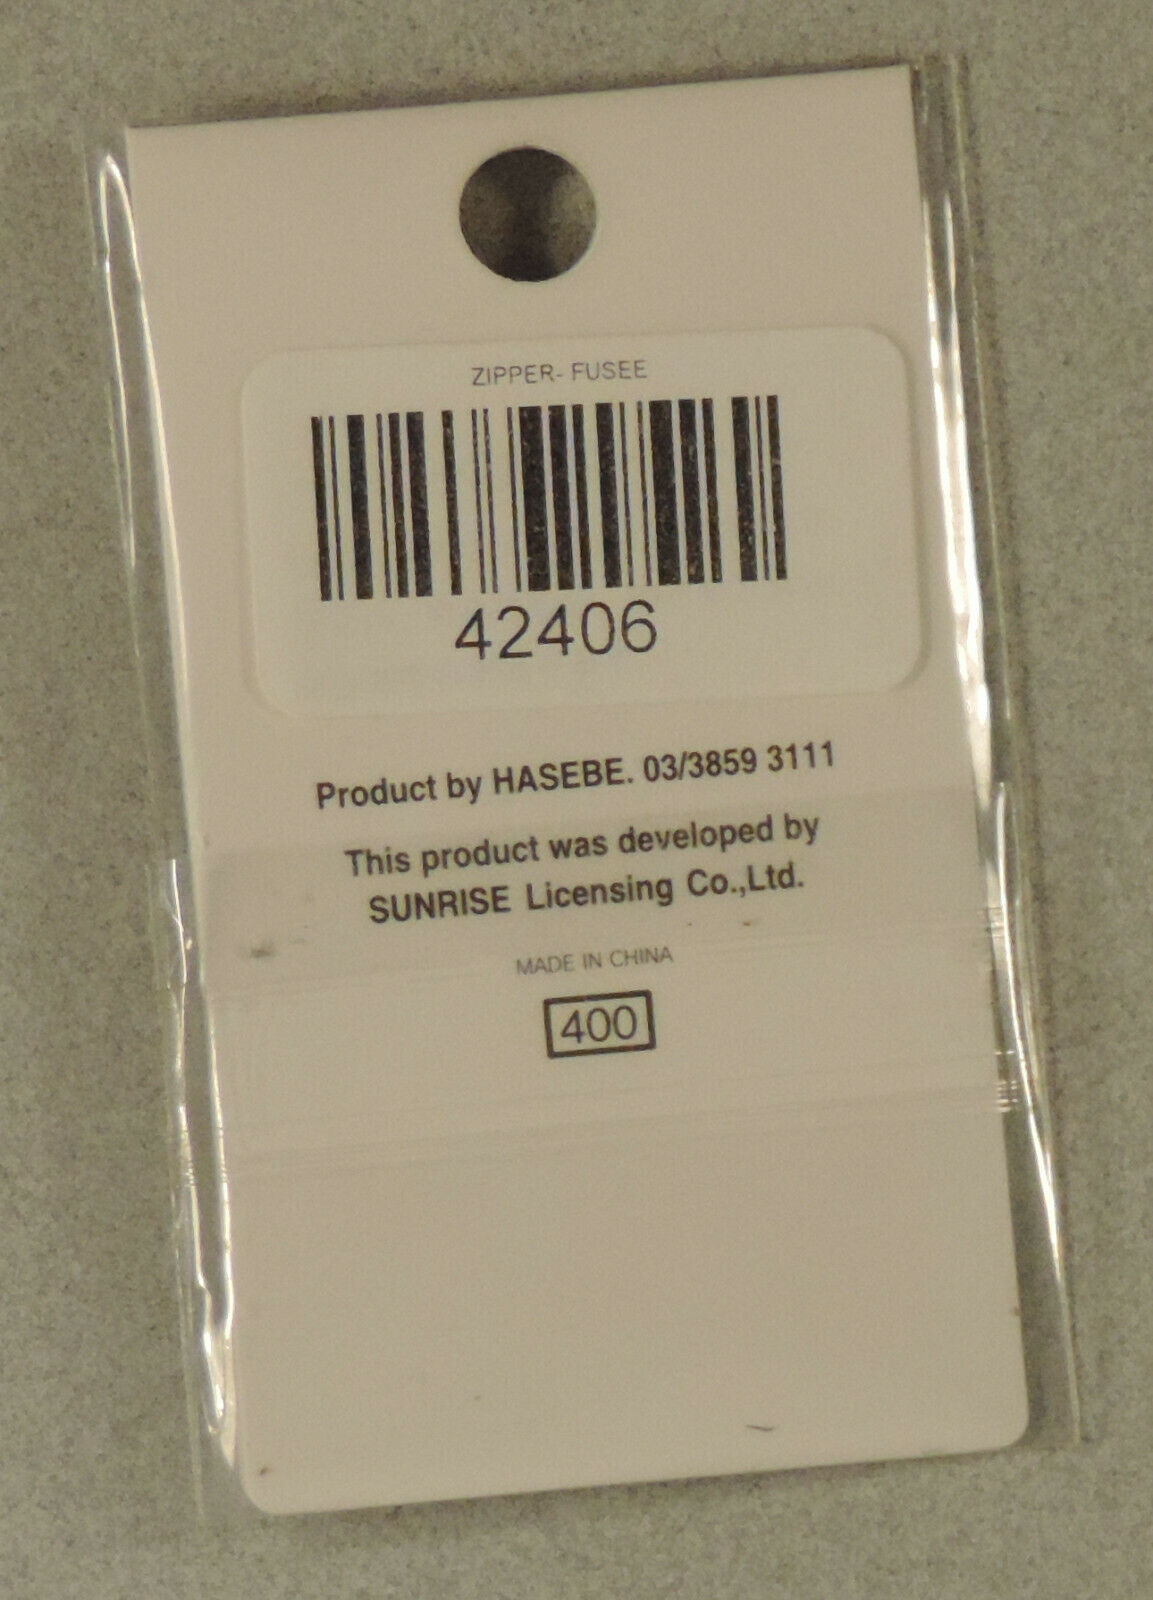 ZIPPER- FUSEE
42406
Product by HASEBE. 03/3859 3111
This product was developed by
SUNRISE Licensing Co.,Ltd.
MADE IN CHINA
400